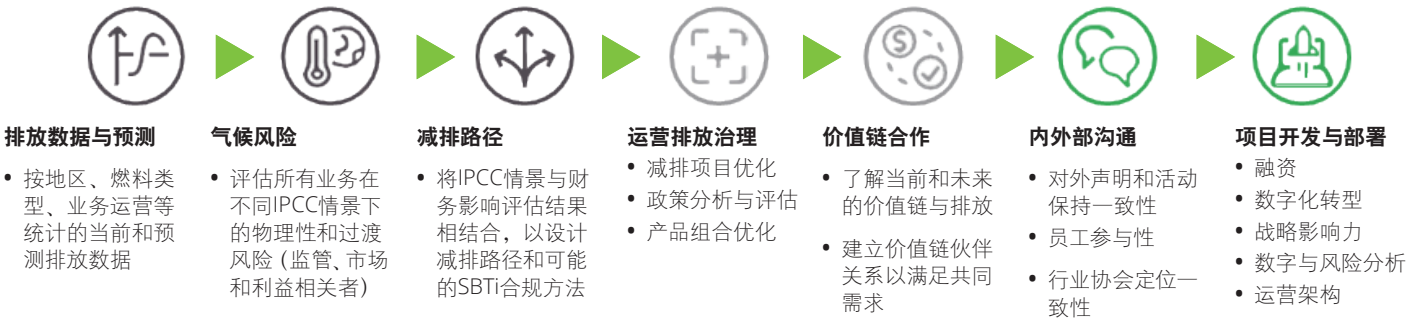 排放数据与预测
• 按地区、燃料类
型、业务运营等
统计的当前和预
测排放数据
气候风险
• 评估所有业务在
不同IPCC情景下
的物理性和过渡
风险（监管、市场
和利益相关者）
减排路径
• 将IPCC情景与财
务影响评估结果
相结合，以设计
减排路径和可能
的SBTi合规方法
运营排放治理
• 减排项目优化
• 政策分析与评估
• 产品组合优化
$
价值链合作
• 了解当前和未来
的价值链与排放
• 建立价值链伙伴
关系以满足共同
需求
内外部沟通
• 对外声明和活动
保持一致性
• 员工参与性
• 行业协会定位一
致性
项目开发与部署
• 融资
• 数字化转型
• 战略影响力
• 数字与风险分析
• 运营架构